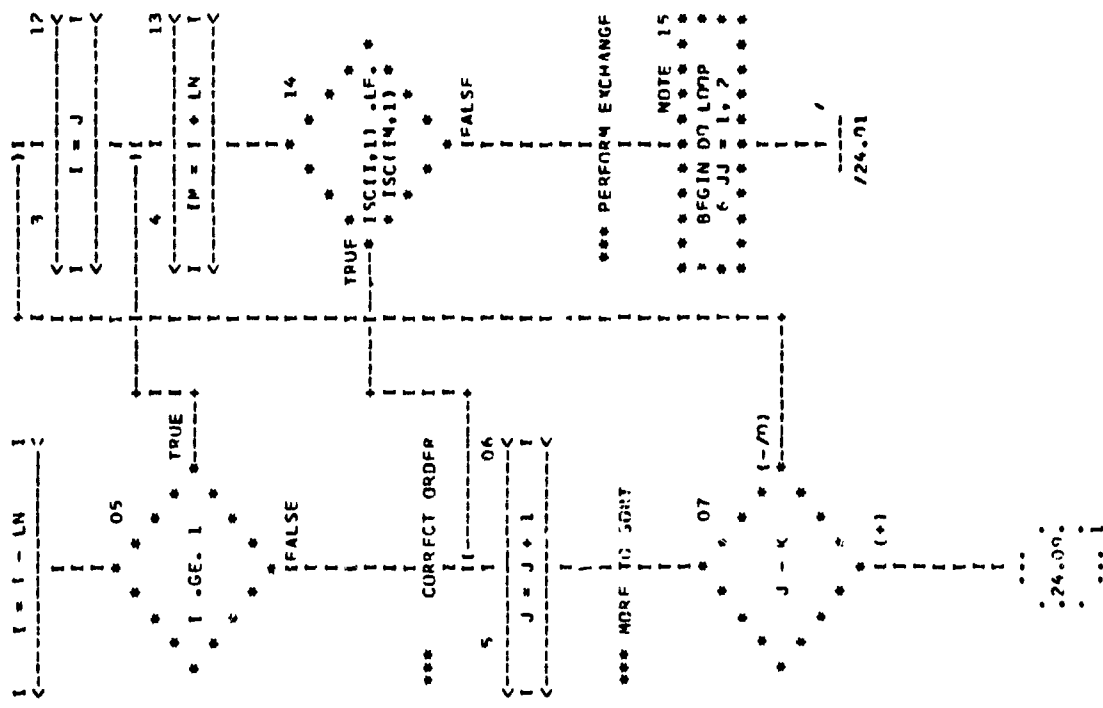 I = I - LN
05
I .GE. 1
TRUE
FALSE
*** CORRECT ORDER
5 06
J = J + 1
*** MORE TO SORT
07
J - K
(-/0)
(+)
.24.09.
1
3 12
I = J
4 13
IM = I + LN
14
ISC(I,1) .LE.
ISC(IM,1)
TRUE
FALSE
*** PERFORM EXCHANGE
NOTE 15
BEGIN DO LOOP
6 JJ = 1, 2
/24.01